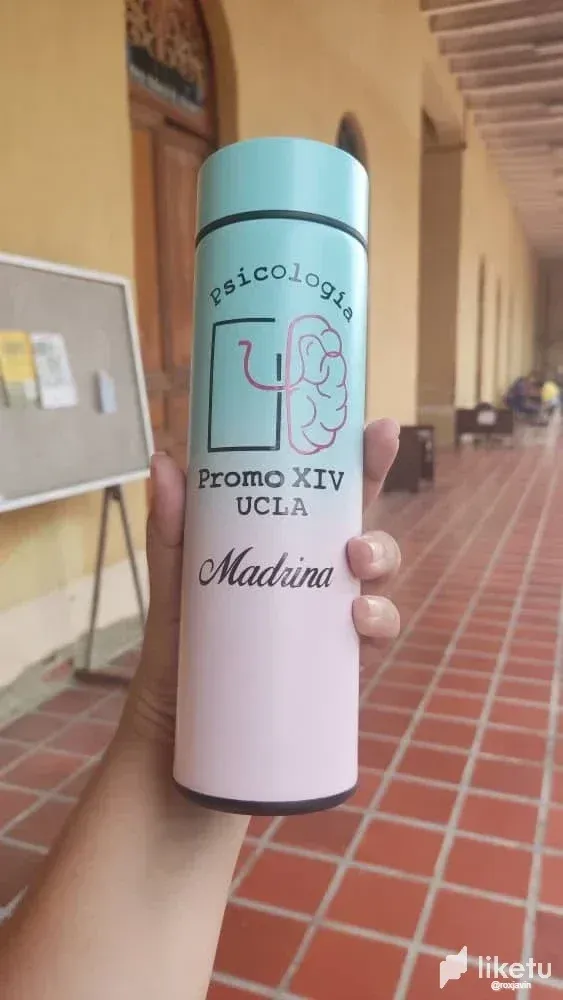 Psicología
Promo XIV
UCLA
Madrina
liketu
@roxjavin